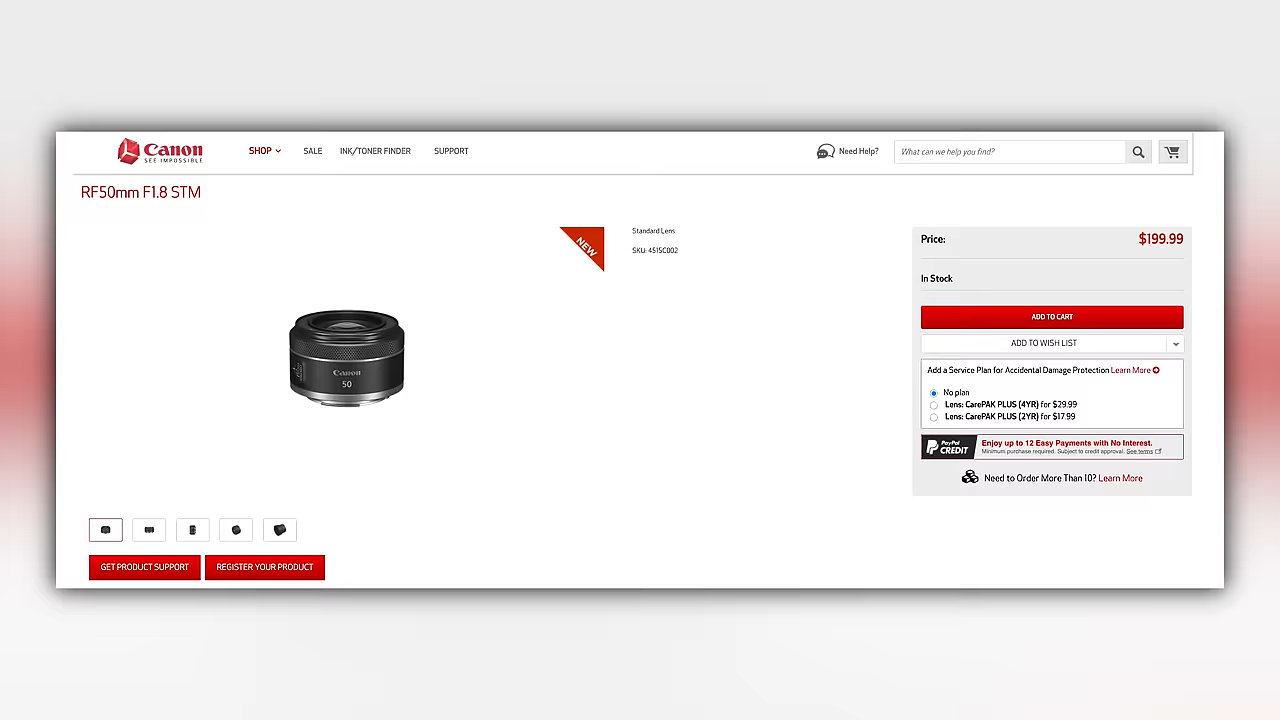 Canon
SEE IMPOSSIBLE
SHOP
SALE
INK/TONER FINDER
SUPPORT
Need Help?
What can we help you find?
RF50mm F1.8 STM
NEW
Standard Lens
SKU: 4515C002
Canon
50
Price:
$199.99
In Stock
ADD TO CART
ADD TO WISH LIST
Add a Service Plan for Accidental Damage Protection Learn More
No plan
Lens: CarePAK PLUS (4YR) for $29.99
Lens: CarePAK PLUS (2YR) for $17.99
PayPal
CREDIT
Enjoy up to 12 Easy Payments with No Interest.
Minimum purchase required. Subject to credit approval. See terms
Need to Order More Than 10? Learn More
GET PRODUCT SUPPORT
REGISTER YOUR PRODUCT